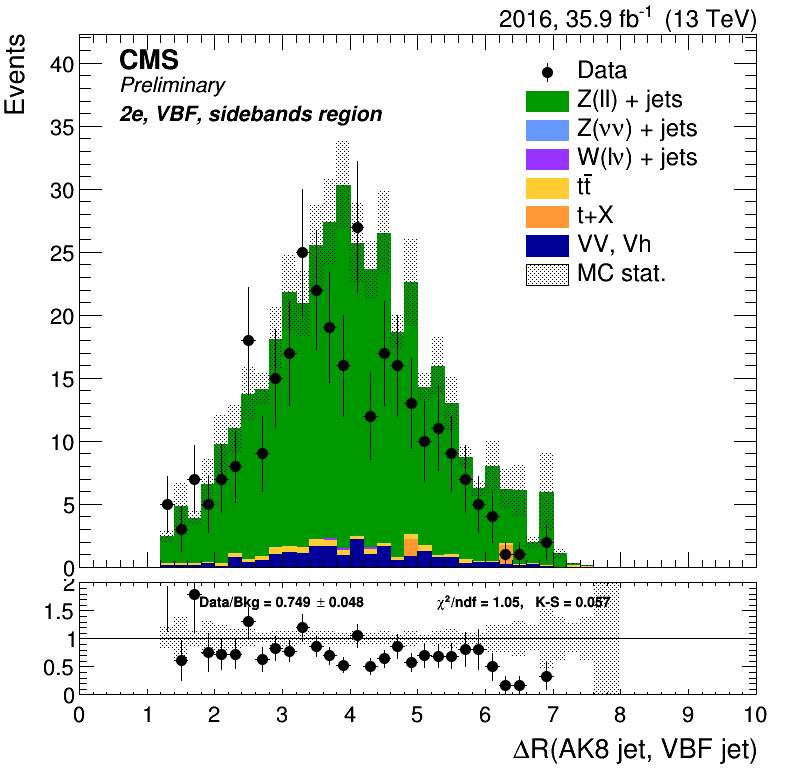 2016, 35.9 fb⁻¹ (13 TeV)
Events
CMS
Preliminary
2e, VBF, sidebands region
Data
Z(ll) + jets
Z(νν) + jets
W(lν) + jets
tt̄
t+X
VV, Vh
MC stat.
40
35
30
25
20
15
10
5
0
2
1.5
1
0.5
0
Data/Bkg = 0.749 ± 0.048
χ²/ndf = 1.05, K-S = 0.057
0 1 2 3 4 5 6 7 8 9 10
ΔR(AK8 jet, VBF jet)